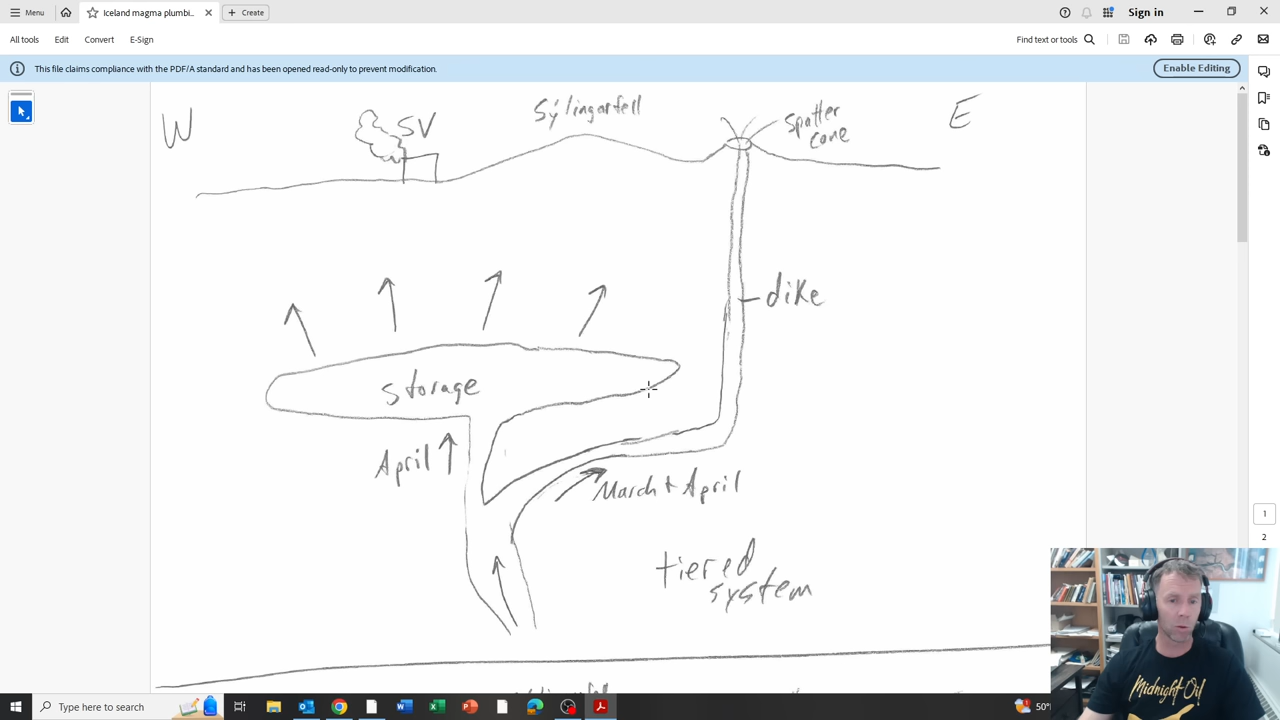 Menu
Iceland magma plumbi...
Create
Sign in
All tools
Edit
Convert
E-Sign
Find text or tools
This file claims compliance with the PDF/A standard and has been opened read-only to prevent modification.
Enable Editing
W
SV
Sýlingarfell
spatter
cone
E
dike
storage
April
March + April
tiered
system
1
2
Midnight Oil
Type here to search
50°